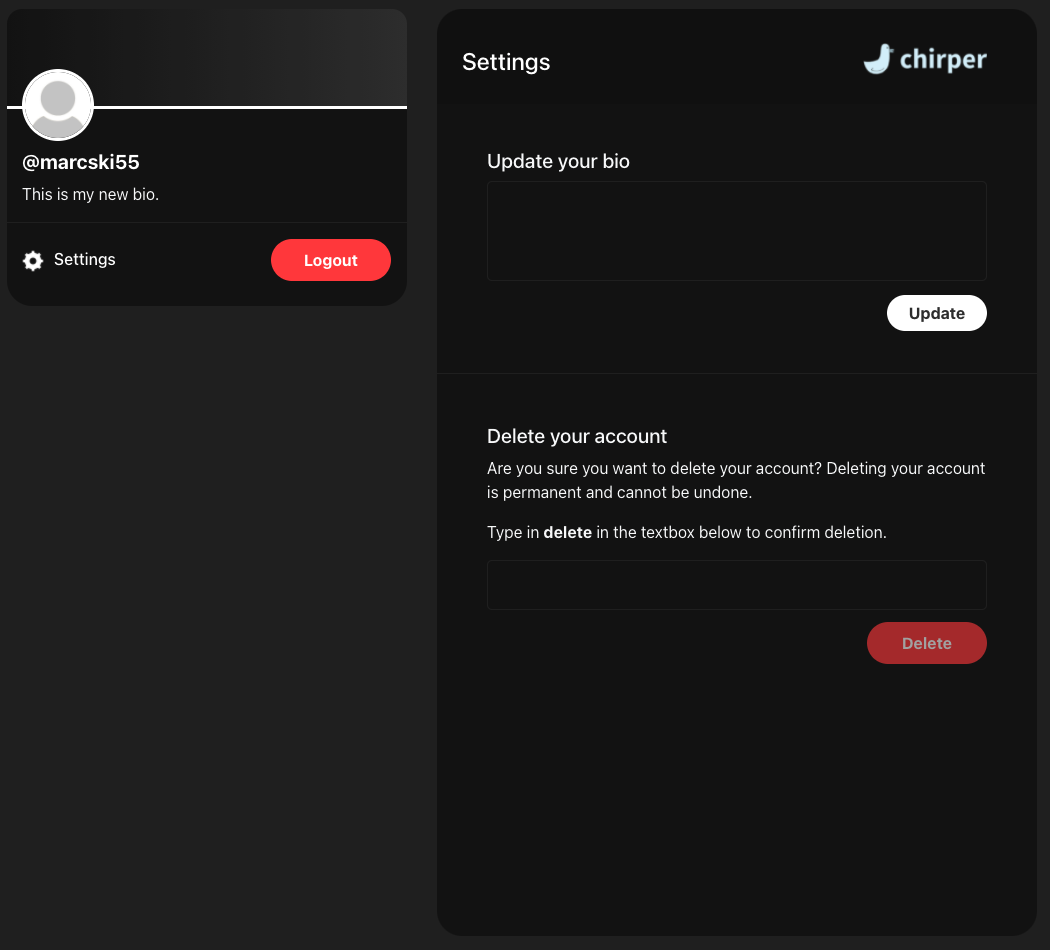 @marcski55
This is my new bio.
Settings
Logout
Settings
chirper
Update your bio
Update
Delete your account
Are you sure you want to delete your account? Deleting your account
is permanent and cannot be undone.
Type in delete in the textbox below to confirm deletion.
Delete